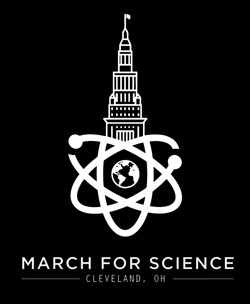 MARCH FOR SCIENCE
CLEVELAND, OH